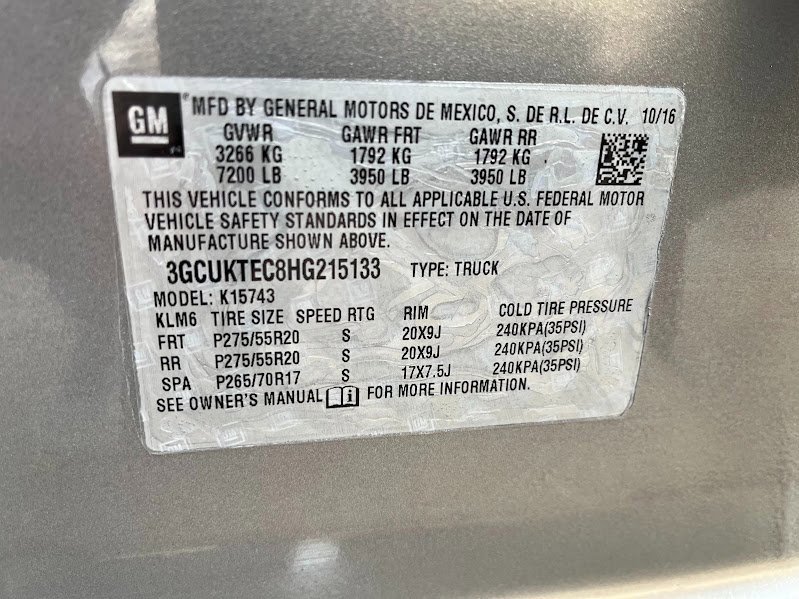 GM
MFD BY GENERAL MOTORS DE MEXICO, S. DE R.L. DE C.V. 10/16
GVWR GAWR FRT GAWR RR
3266 KG 1792 KG 1792 KG
7200 LB 3950 LB 3950 LB
THIS VEHICLE CONFORMS TO ALL APPLICABLE U.S. FEDERAL MOTOR
VEHICLE SAFETY STANDARDS IN EFFECT ON THE DATE OF
MANUFACTURE SHOWN ABOVE.
3GCUKTEC8HG215133 TYPE: TRUCK
MODEL: K15743
KLM6 TIRE SIZE SPEED RTG RIM COLD TIRE PRESSURE
FRT P275/55R20 S 20X9J 240KPA(35PSI)
RR P275/55R20 S 20X9J 240KPA(35PSI)
SPA P265/70R17 S 17X7.5J 240KPA(35PSI)
SEE OWNER'S MANUAL i FOR MORE INFORMATION.